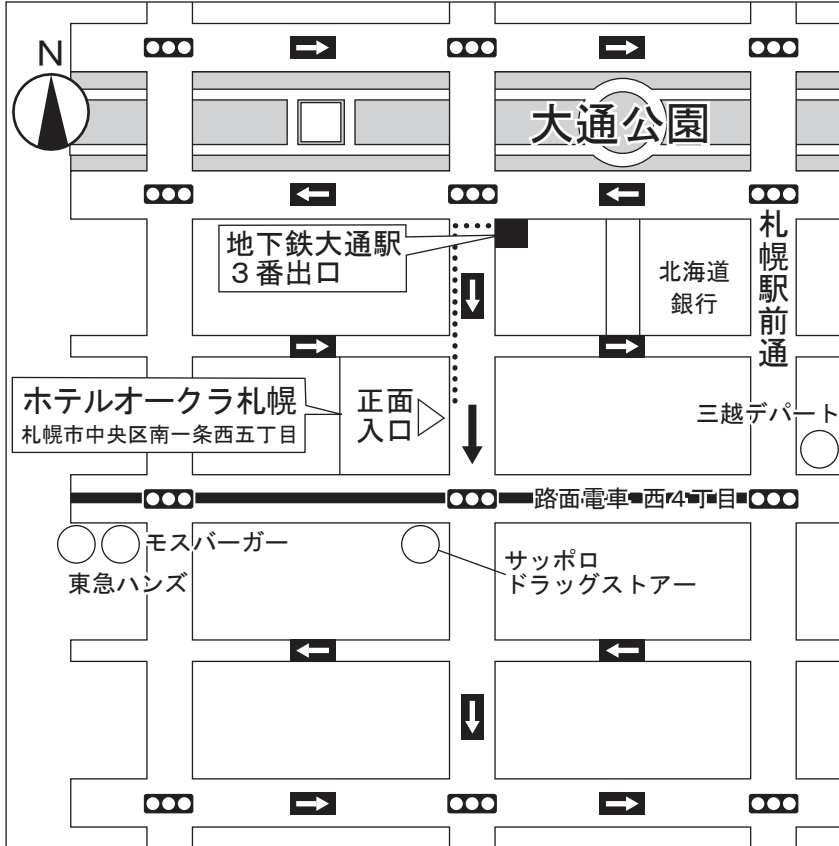 N
大通公園
地下鉄大通駅
3番出口
札幌駅前通
北海道
銀行
ホテルオークラ札幌
札幌市中央区南一条西五丁目
正面
入口
三越デパート
路面電車 西4丁目
モスバーガー
東急ハンズ
サッポロ
ドラッグストアー